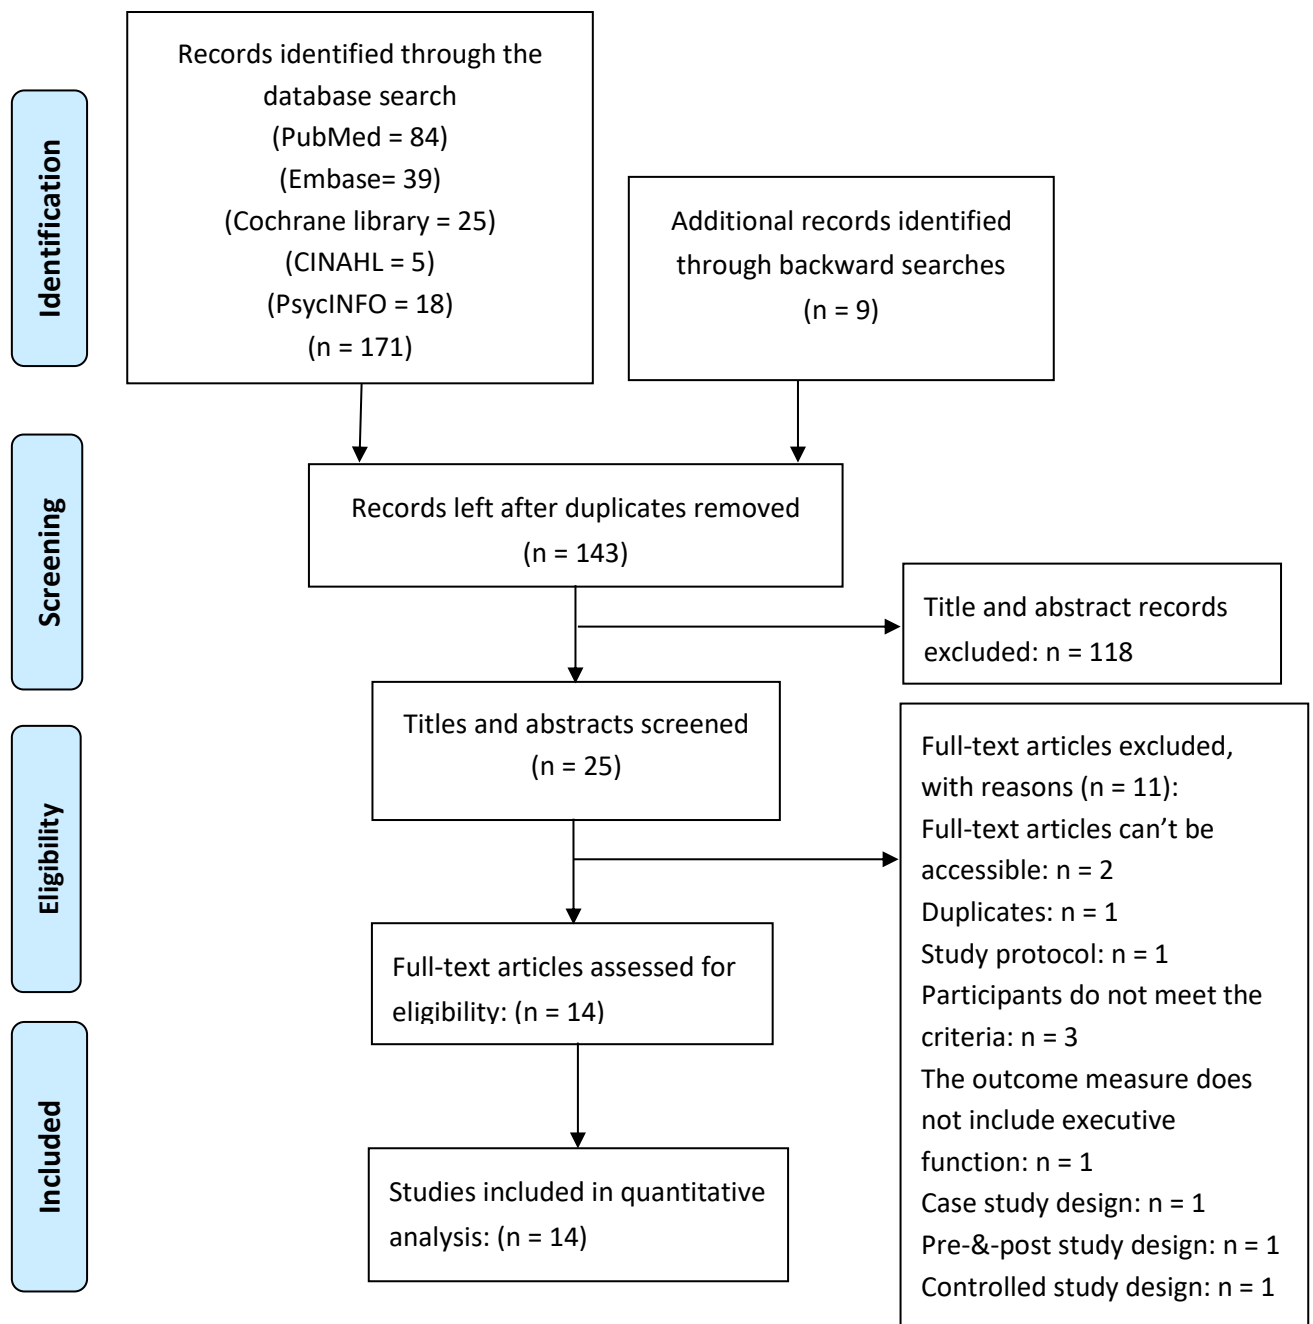 Identification
Records identified through the
database search
(PubMed = 84)
(Embase= 39)
(Cochrane library = 25)
(CINAHL = 5)
(PsycINFO = 18)
(n = 171)
Additional records identified
through backward searches
(n = 9)
Screening
Records left after duplicates removed
(n = 143)
Title and abstract records
excluded: n = 118
Titles and abstracts screened
(n = 25)
Eligibility
Full-text articles excluded,
with reasons (n = 11):
Full-text articles can’t be
accessible: n = 2
Duplicates: n = 1
Study protocol: n = 1
Participants do not meet the
criteria: n = 3
The outcome measure does
not include executive
function: n = 1
Case study design: n = 1
Pre-&-post study design: n = 1
Controlled study design: n = 1
Full-text articles assessed for
eligibility: (n = 14)
Included
Studies included in quantitative
analysis: (n = 14)